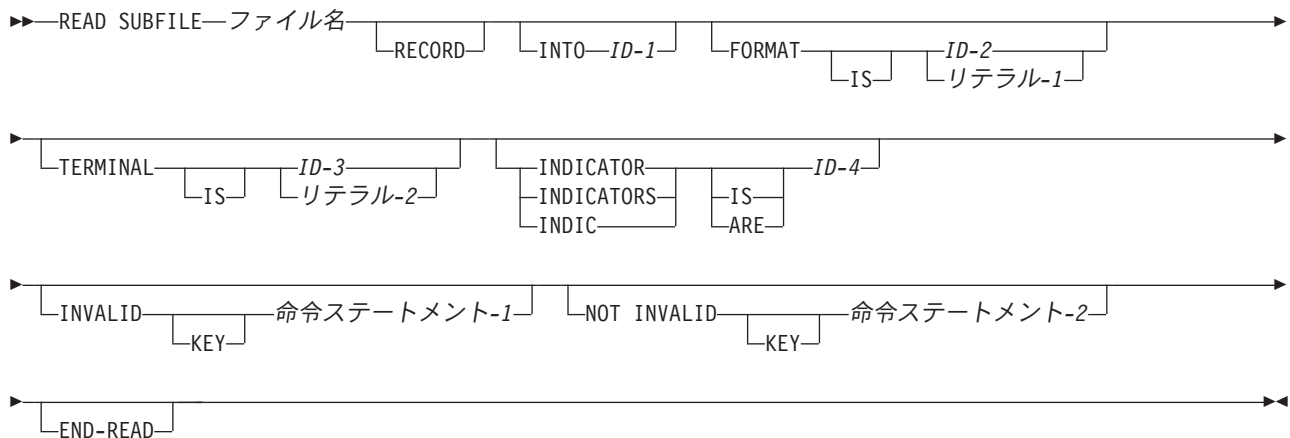 READ SUBFILE ファイル名 RECORD INTO ID-1 FORMAT IS ID-2 リテラル-1
TERMINAL IS ID-3 リテラル-2 INDICATOR INDICATORS INDIC IS ARE ID-4
INVALID KEY 命令ステートメント-1 NOT INVALID KEY 命令ステートメント-2
END-READ